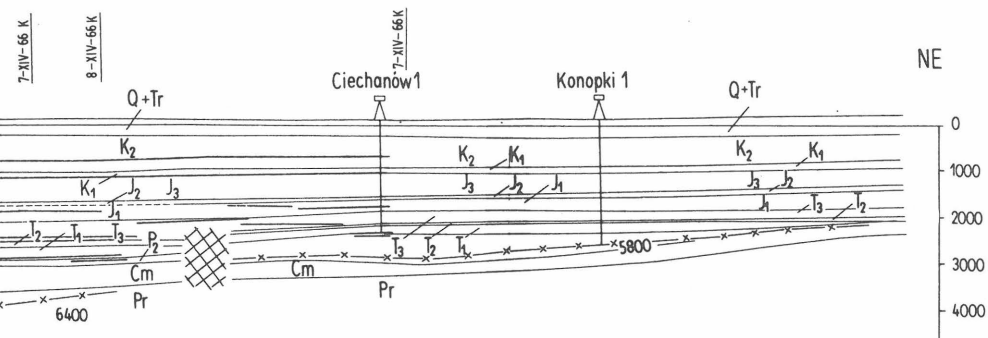 7-XIV-66 K
8-XIV-66 K
7-XIV-66 K
NE
Ciechanów 1
Konopki 1
Q+Tr
Q+Tr
0
K₂
K₂
K₁
K₂
K₁
1000
K₁
J₂
J₃
J₃
J₂
J₁
J₃
J₂
J₁
J₁
T₃
T₂
2000
T₂
T₁
T₃
P₂
T₃
T₂
T₁
5800
Cm
Cm
3000
Pr
Pr
6400
4000